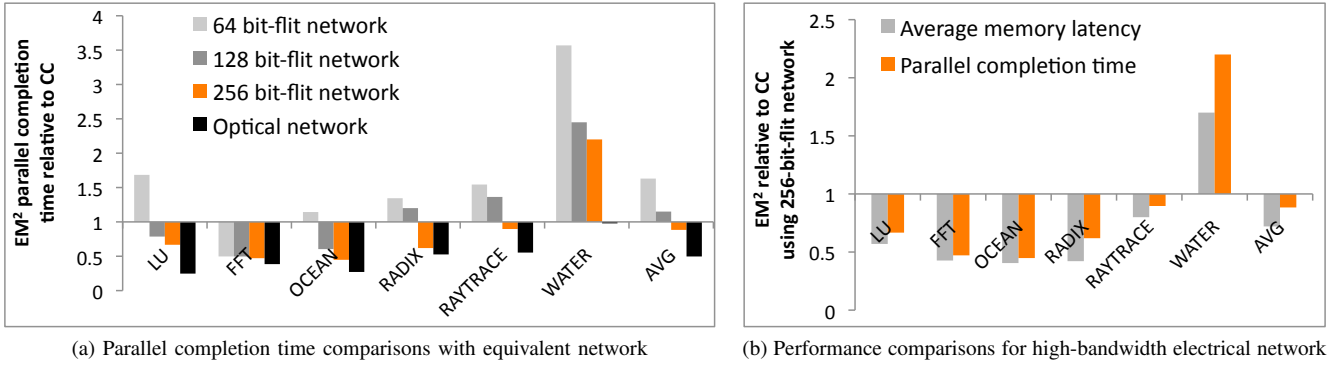 EM² parallel completion
time relative to CC
4
3.5
3
2.5
2
1.5
1
0.5
0
64 bit-flit network
128 bit-flit network
256 bit-flit network
Optical network
LU
FFT
OCEAN
RADIX
RAYTRACE
WATER
AVG
(a) Parallel completion time comparisons with equivalent network
EM² relative to CC
using 256-bit-flit network
2.5
2
1.5
1
0.5
0
Average memory latency
Parallel completion time
LU
FFT
OCEAN
RADIX
RAYTRACE
WATER
AVG
(b) Performance comparisons for high-bandwidth electrical network